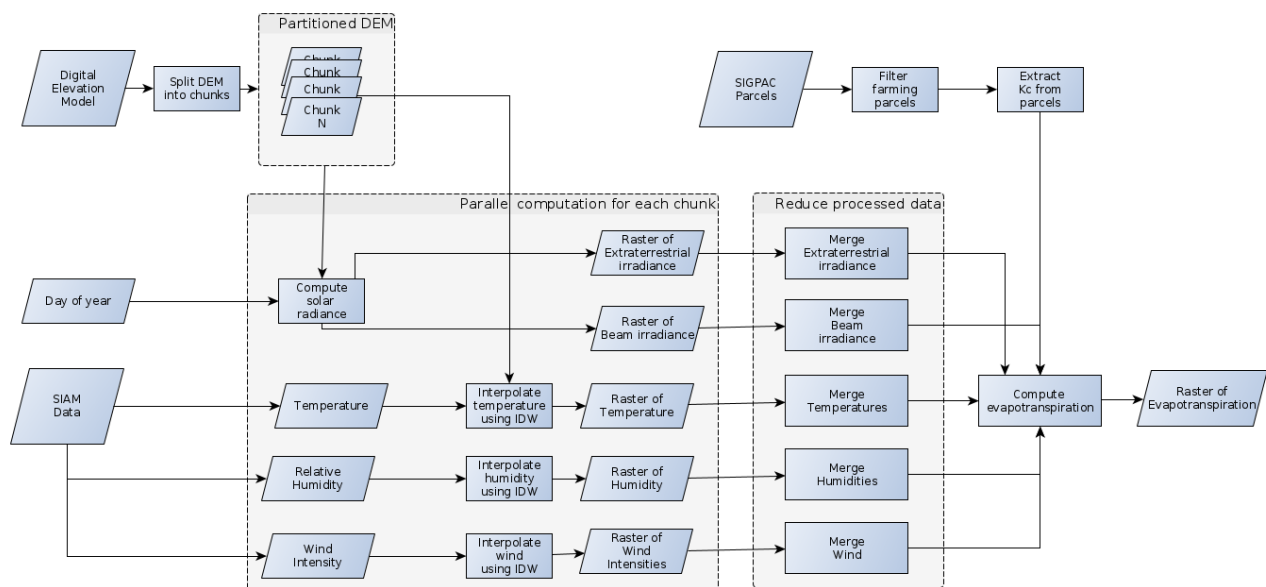 Partitioned DEM
Digital
Elevation
Model
Split DEM
into chunks
Chunk
Chunk
Chunk
Chunk
N
SIGPAC
Parcels
Filter
farming
parcels
Extract
Kc from
parcels
Parallel computation for each chunk
Reduce processed data
Day of year
Compute
solar
radiance
Raster of
Extraterrestrial
irradiance
Merge
Extraterrestrial
irradiance
Raster of
Beam irradiance
Merge
Beam
irradiance
SIAM
Data
Temperature
Interpolate
temperature
using IDW
Raster of
Temperature
Merge
Temperatures
Compute
evapotranspiration
Raster of
Evapotranspiration
Relative
Humidity
Interpolate
humidity
using IDW
Raster of
Humidity
Merge
Humidities
Wind
Intensity
Interpolate
wind
using IDW
Raster of
Wind
Intensities
Merge
Wind